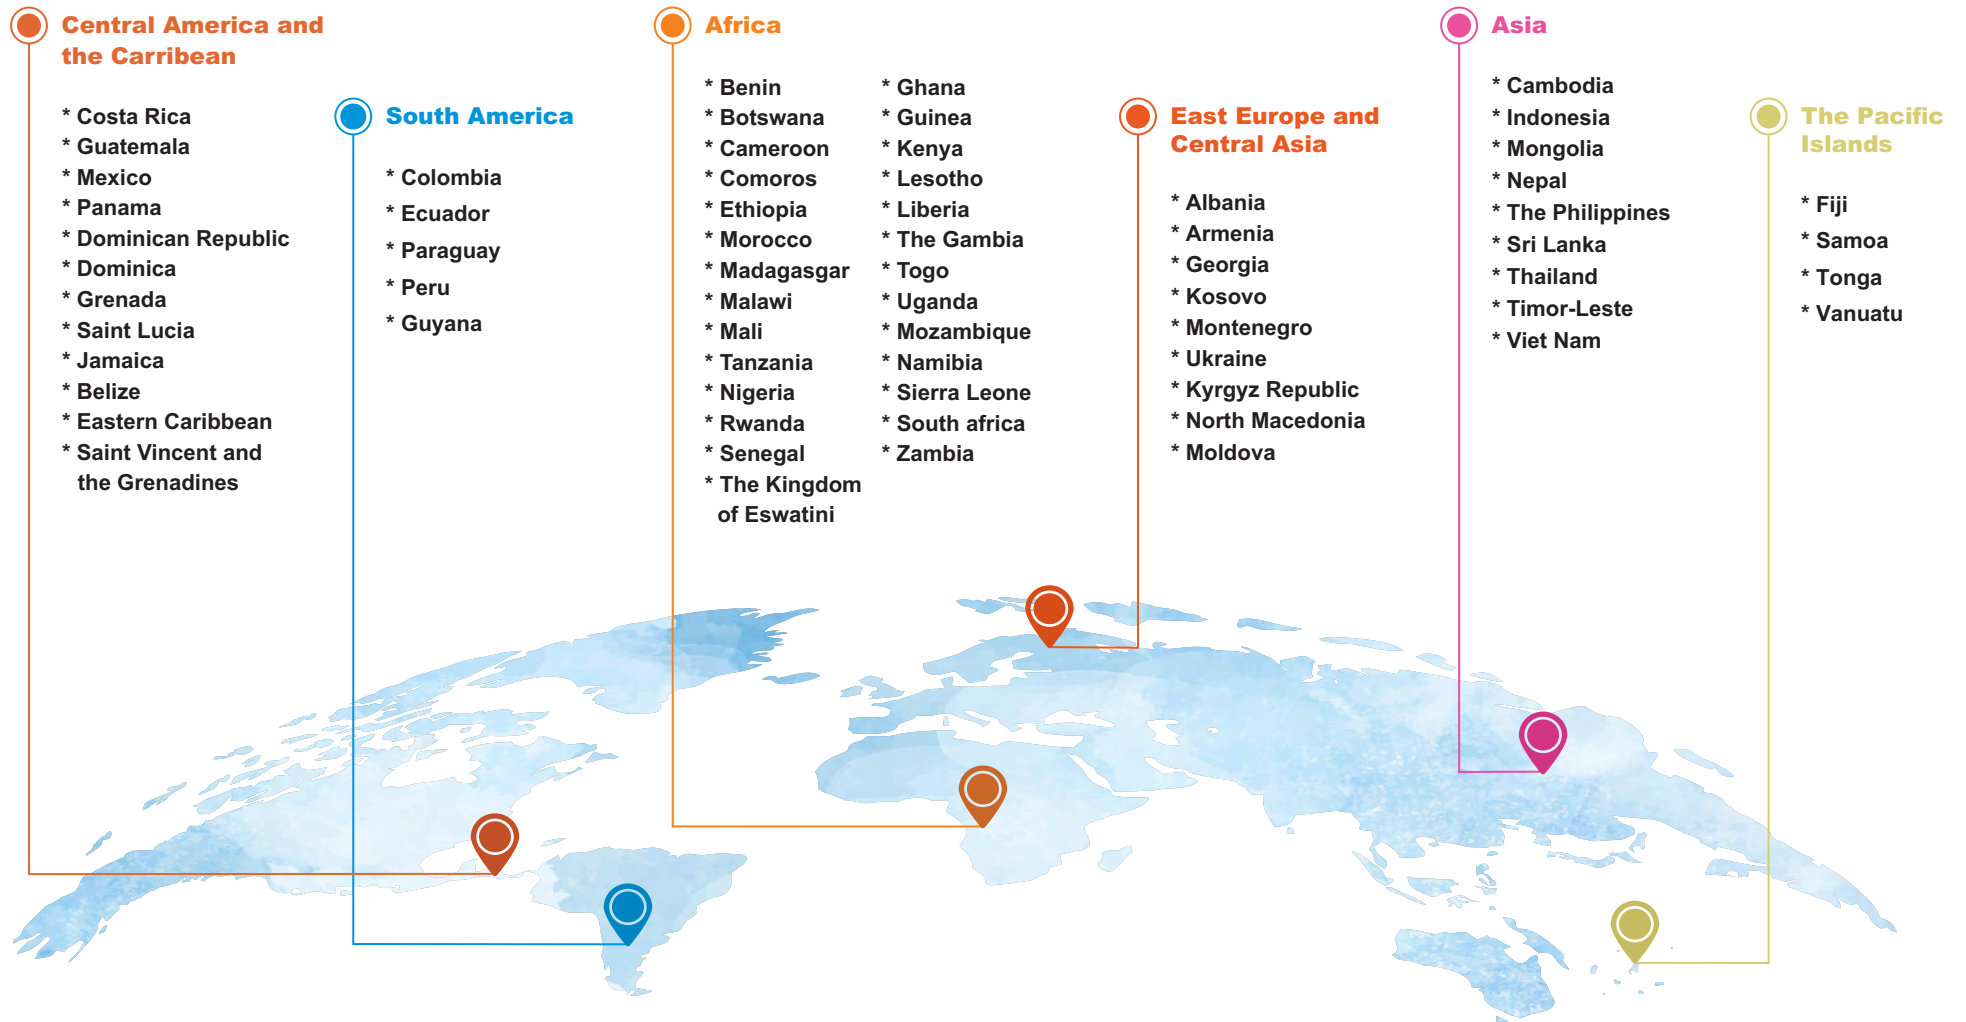 Central America and
the Carribean
* Costa Rica
* Guatemala
* Mexico
* Panama
* Dominican Republic
* Dominica
* Grenada
* Saint Lucia
* Jamaica
* Belize
* Eastern Caribbean
* Saint Vincent and
the Grenadines
South America
* Colombia
* Ecuador
* Paraguay
* Peru
* Guyana
Africa
* Benin
* Botswana
* Cameroon
* Comoros
* Ethiopia
* Morocco
* Madagasgar
* Malawi
* Mali
* Tanzania
* Nigeria
* Rwanda
* Senegal
* The Kingdom
of Eswatini
* Ghana
* Guinea
* Kenya
* Lesotho
* Liberia
* The Gambia
* Togo
* Uganda
* Mozambique
* Namibia
* Sierra Leone
* South africa
* Zambia
East Europe and
Central Asia
* Albania
* Armenia
* Georgia
* Kosovo
* Montenegro
* Ukraine
* Kyrgyz Republic
* North Macedonia
* Moldova
Asia
* Cambodia
* Indonesia
* Mongolia
* Nepal
* The Philippines
* Sri Lanka
* Thailand
* Timor-Leste
* Viet Nam
The Pacific
Islands
* Fiji
* Samoa
* Tonga
* Vanuatu